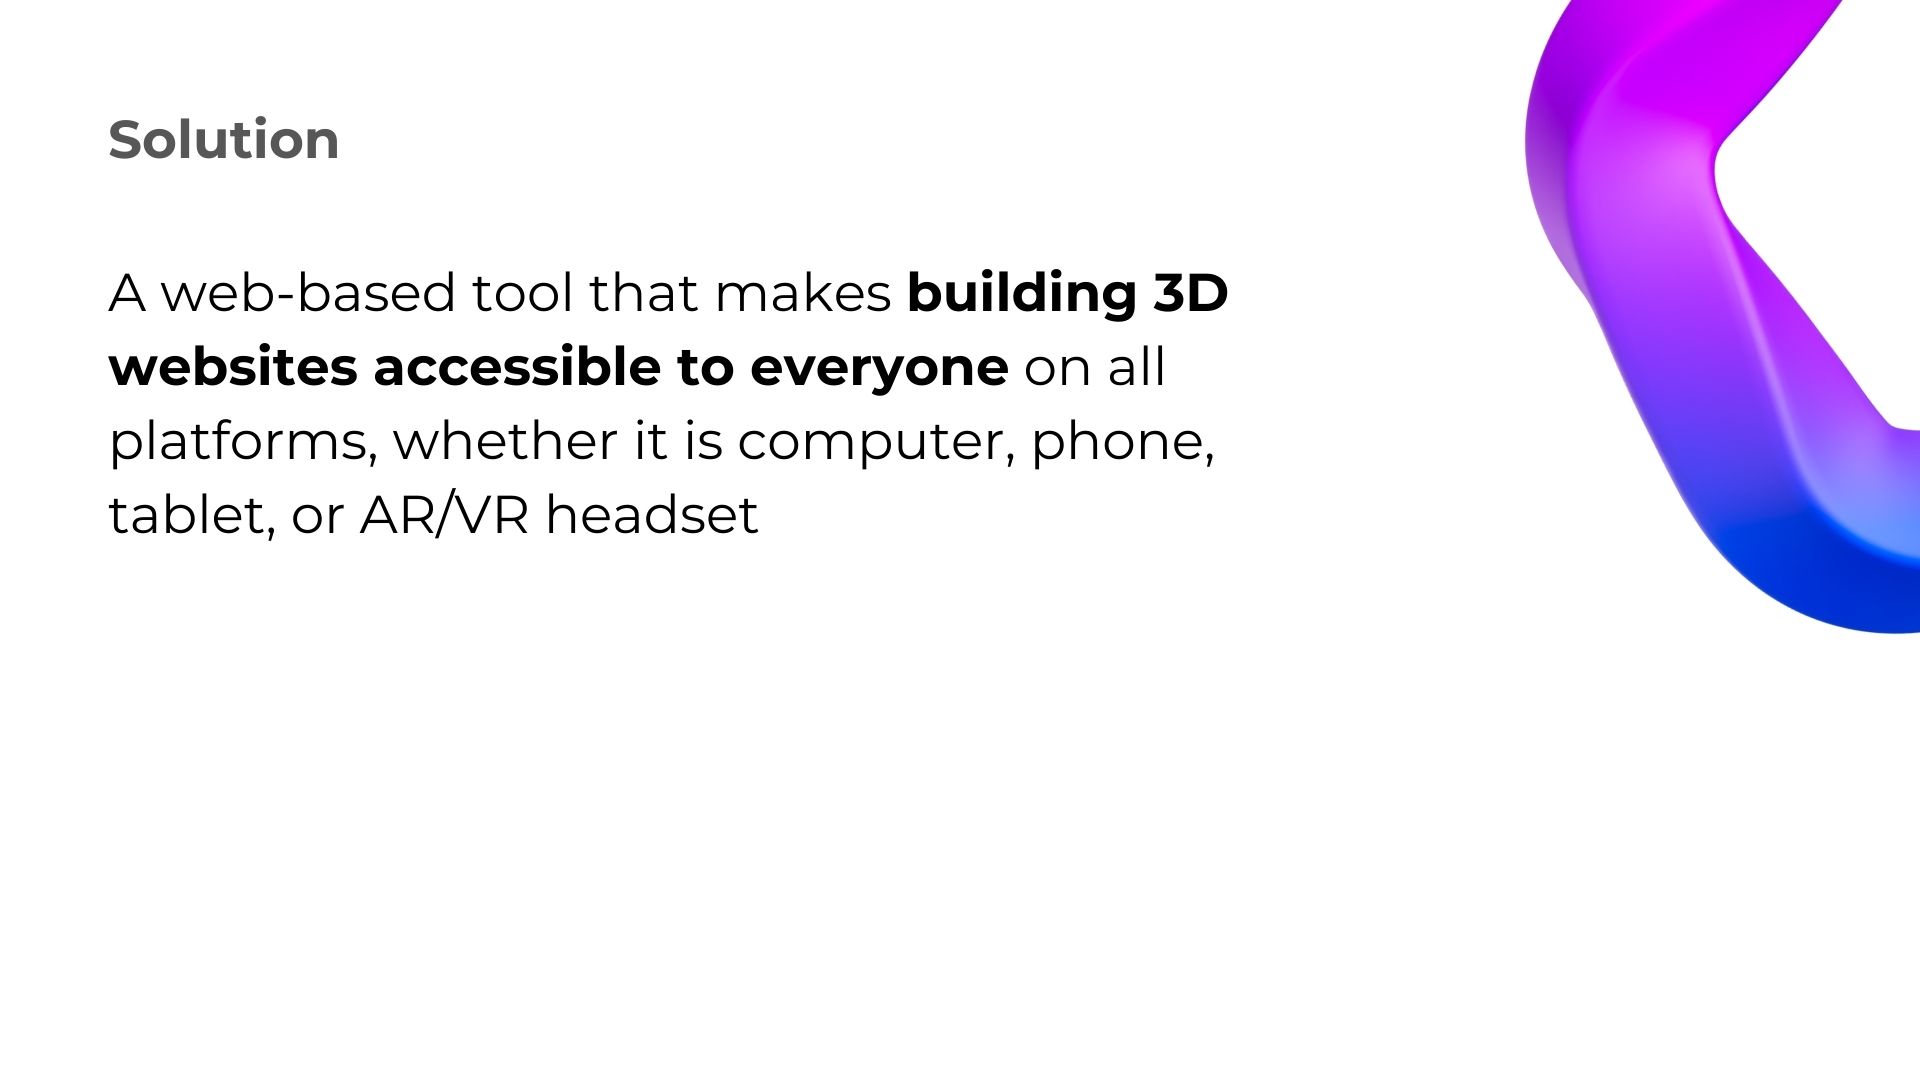 Solution
A web-based tool that makes building 3D
websites accessible to everyone on all
platforms, whether it is computer, phone,
tablet, or AR/VR headset